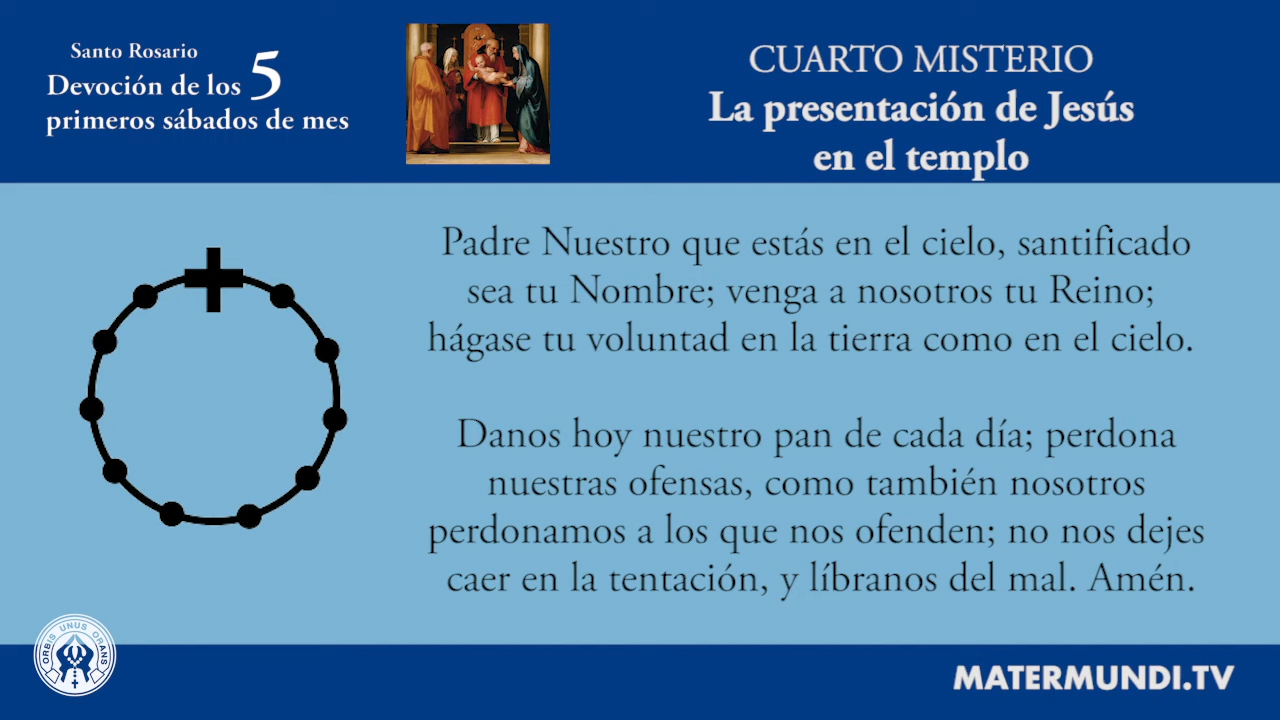 Santo Rosario
Devoción de los 5
primeros sábados de mes
CUARTO MISTERIO
La presentación de Jesús
en el templo
Padre Nuestro que estás en el cielo, santificado
sea tu Nombre; venga a nosotros tu Reino;
hágase tu voluntad en la tierra como en el cielo.
Danos hoy nuestro pan de cada día; perdona
nuestras ofensas, como también nosotros
perdonamos a los que nos ofenden; no nos dejes
caer en la tentación, y líbranos del mal. Amén.
ORBIS UNUS ORANS
MATERMUNDI.TV